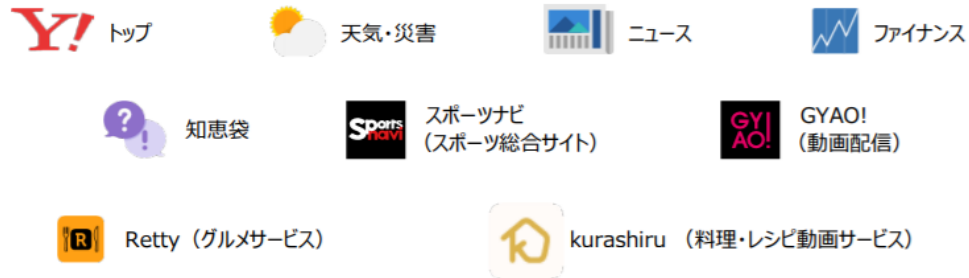 Y! トップ
天気・災害
ニュース
ファイナンス
?
!
知恵袋
Sports
navi
スポーツナビ
(スポーツ総合サイト)
GY
AO!
GYAO!
(動画配信)
R
Retty(グルメサービス)
kurashiru (料理・レシピ動画サービス)